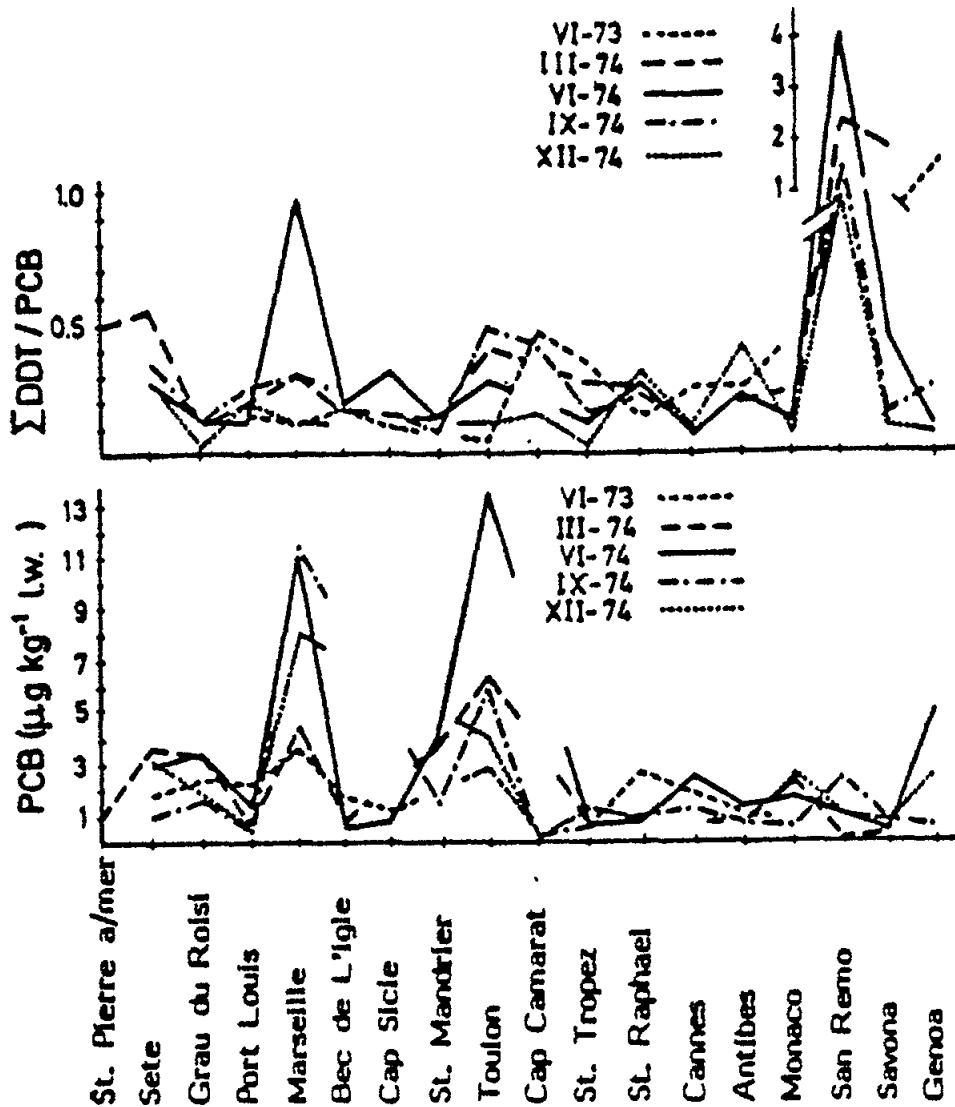 VI-73
III-74
VI-74
IX-74
XII-74
4
3
2
1
1.0
0.5
ΣDDT/PCB
VI-73
III-74
VI-74
IX-74
XII-74
13
11
9
7
5
3
1
PCB (µg kg⁻¹ l.w.)
St. Pierre a/mer
Sete
Grau du Roisi
Port Louis
Marseille
Bec de L'Igle
Cap Sicle
St. Mandrier
Toulon
Cap Camarat
St. Tropez
St. Raphael
Cannes
Antibes
Monaco
San Remo
Savona
Genoa